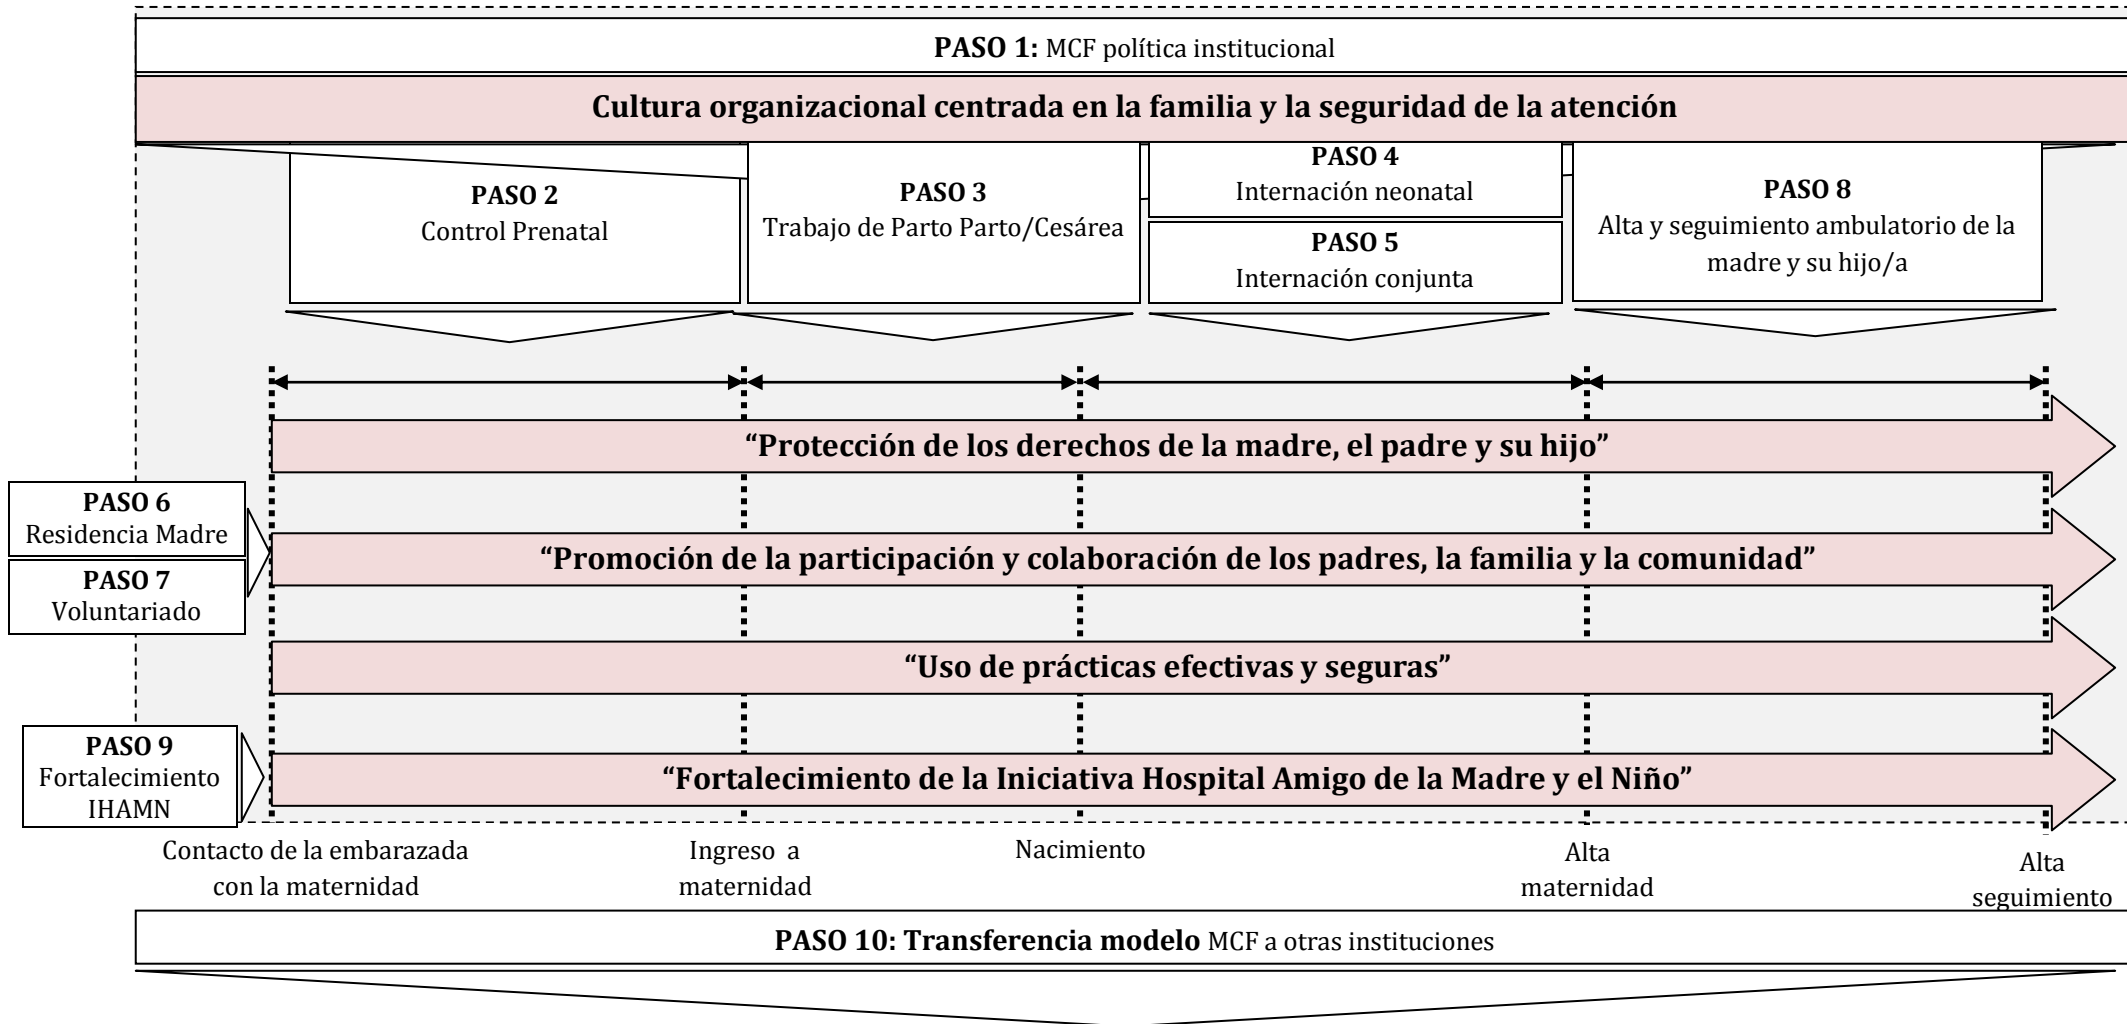 PASO 1: MCF política institucional
Cultura organizacional centrada en la familia y la seguridad de la atención
PASO 2
Control Prenatal
PASO 3
Trabajo de Parto Parto/Cesárea
PASO 4
Internación neonatal
PASO 5
Internación conjunta
PASO 8
Alta y seguimiento ambulatorio de la
madre y su hijo/a
“Protección de los derechos de la madre, el padre y su hijo”
PASO 6
Residencia Madre
PASO 7
Voluntariado
“Promoción de la participación y colaboración de los padres, la familia y la comunidad”
“Uso de prácticas efectivas y seguras”
PASO 9
Fortalecimiento
IHAMN
“Fortalecimiento de la Iniciativa Hospital Amigo de la Madre y el Niño”
Contacto de la embarazada
con la maternidad
Ingreso a
maternidad
Nacimiento
Alta
maternidad
Alta
seguimiento
PASO 10: Transferencia modelo MCF a otras instituciones